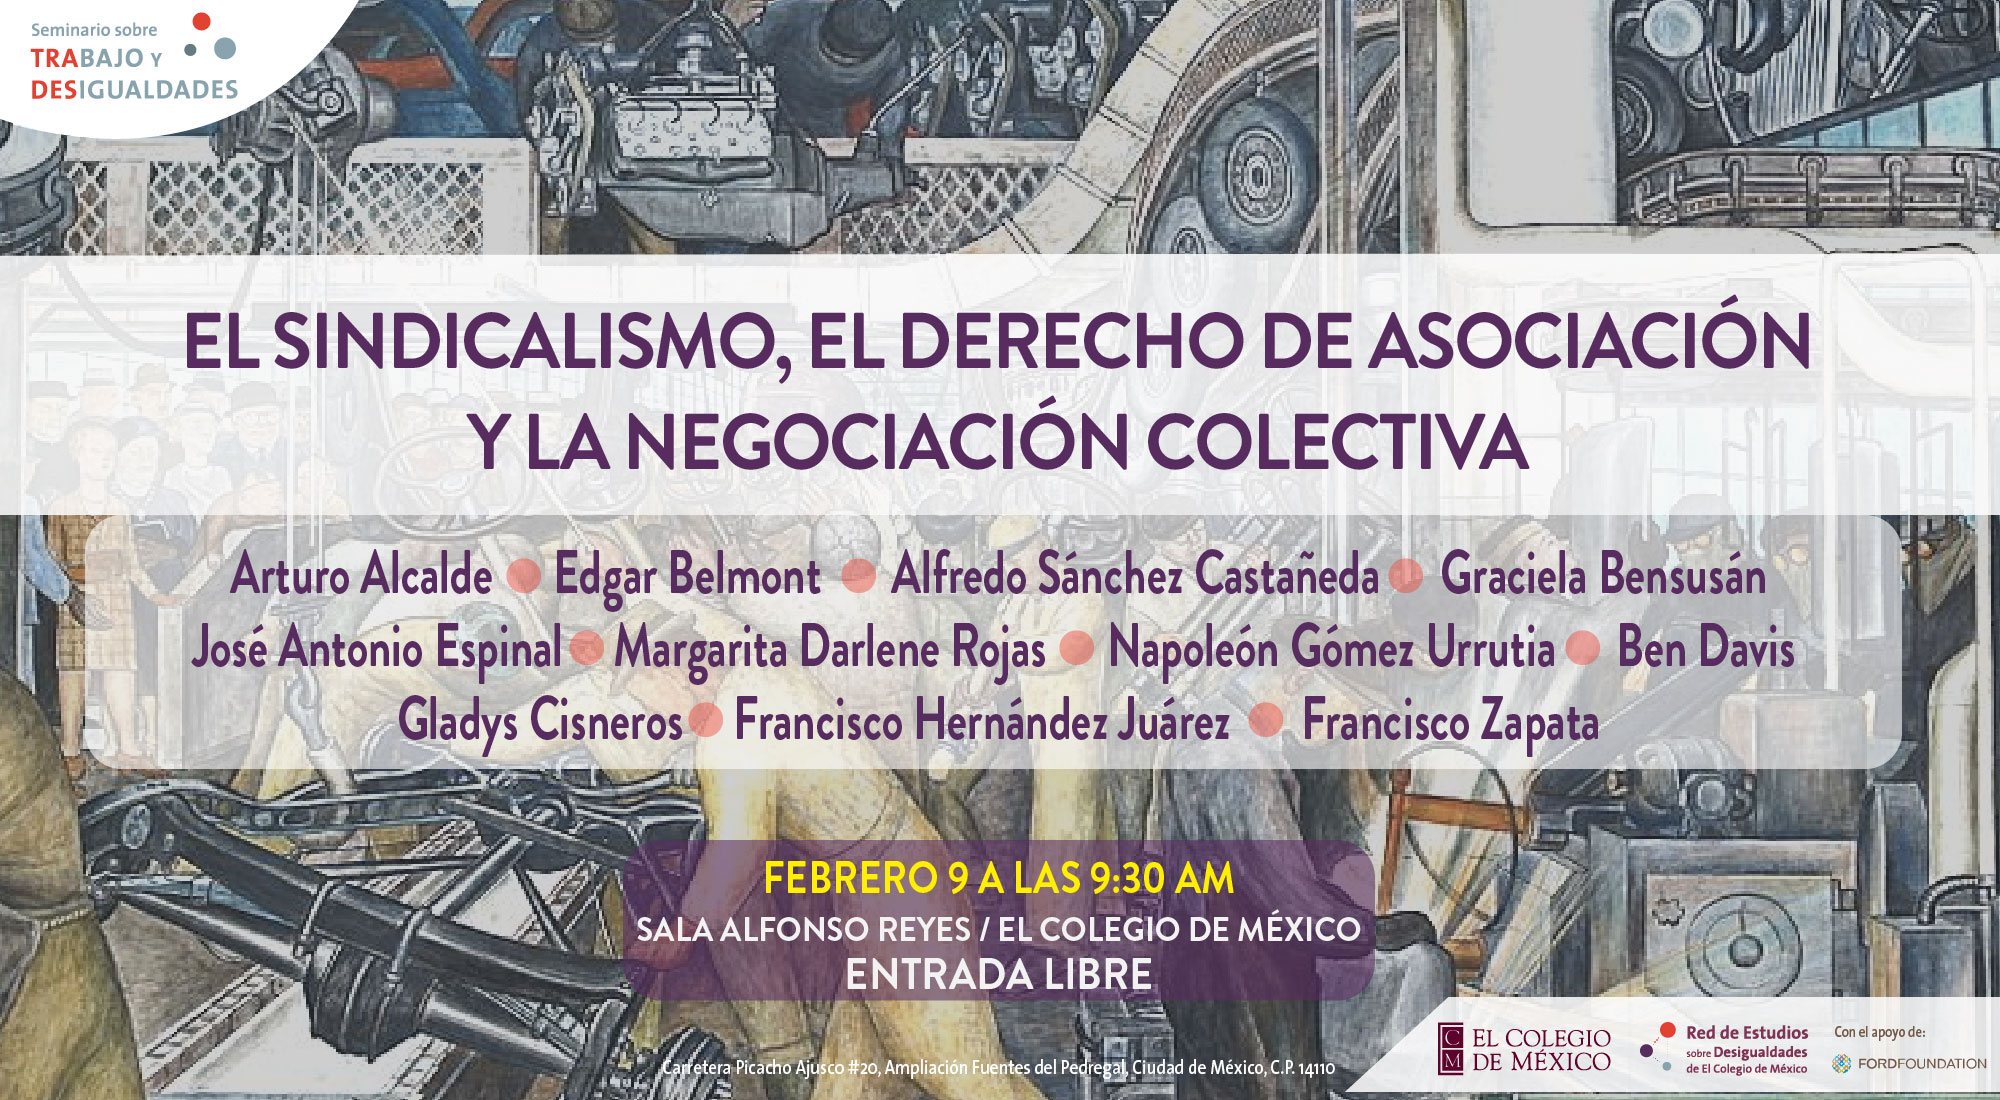 Seminario sobre
TRABAJO Y
DESIGUALDADES
EL SINDICALISMO, EL DERECHO DE ASOCIACIÓN
Y LA NEGOCIACIÓN COLECTIVA
Arturo Alcalde Edgar Belmont Alfredo Sánchez Castañeda Graciela Bensusán
José Antonio Espinal Margarita Darlene Rojas Napoleón Gómez Urrutia Ben Davis
Gladys Cisneros Francisco Hernández Juárez Francisco Zapata
FEBRERO 9 A LAS 9:30 AM
SALA ALFONSO REYES / EL COLEGIO DE MÉXICO
ENTRADA LIBRE
Carretera Picacho Ajusco #20, Ampliación Fuentes del Pedregal, Ciudad de México, C.P. 14110
CM
EL COLEGIO
DE MÉXICO
Red de Estudios
sobre Desigualdades
de El Colegio de México
Con el apoyo de:
FORDFOUNDATION